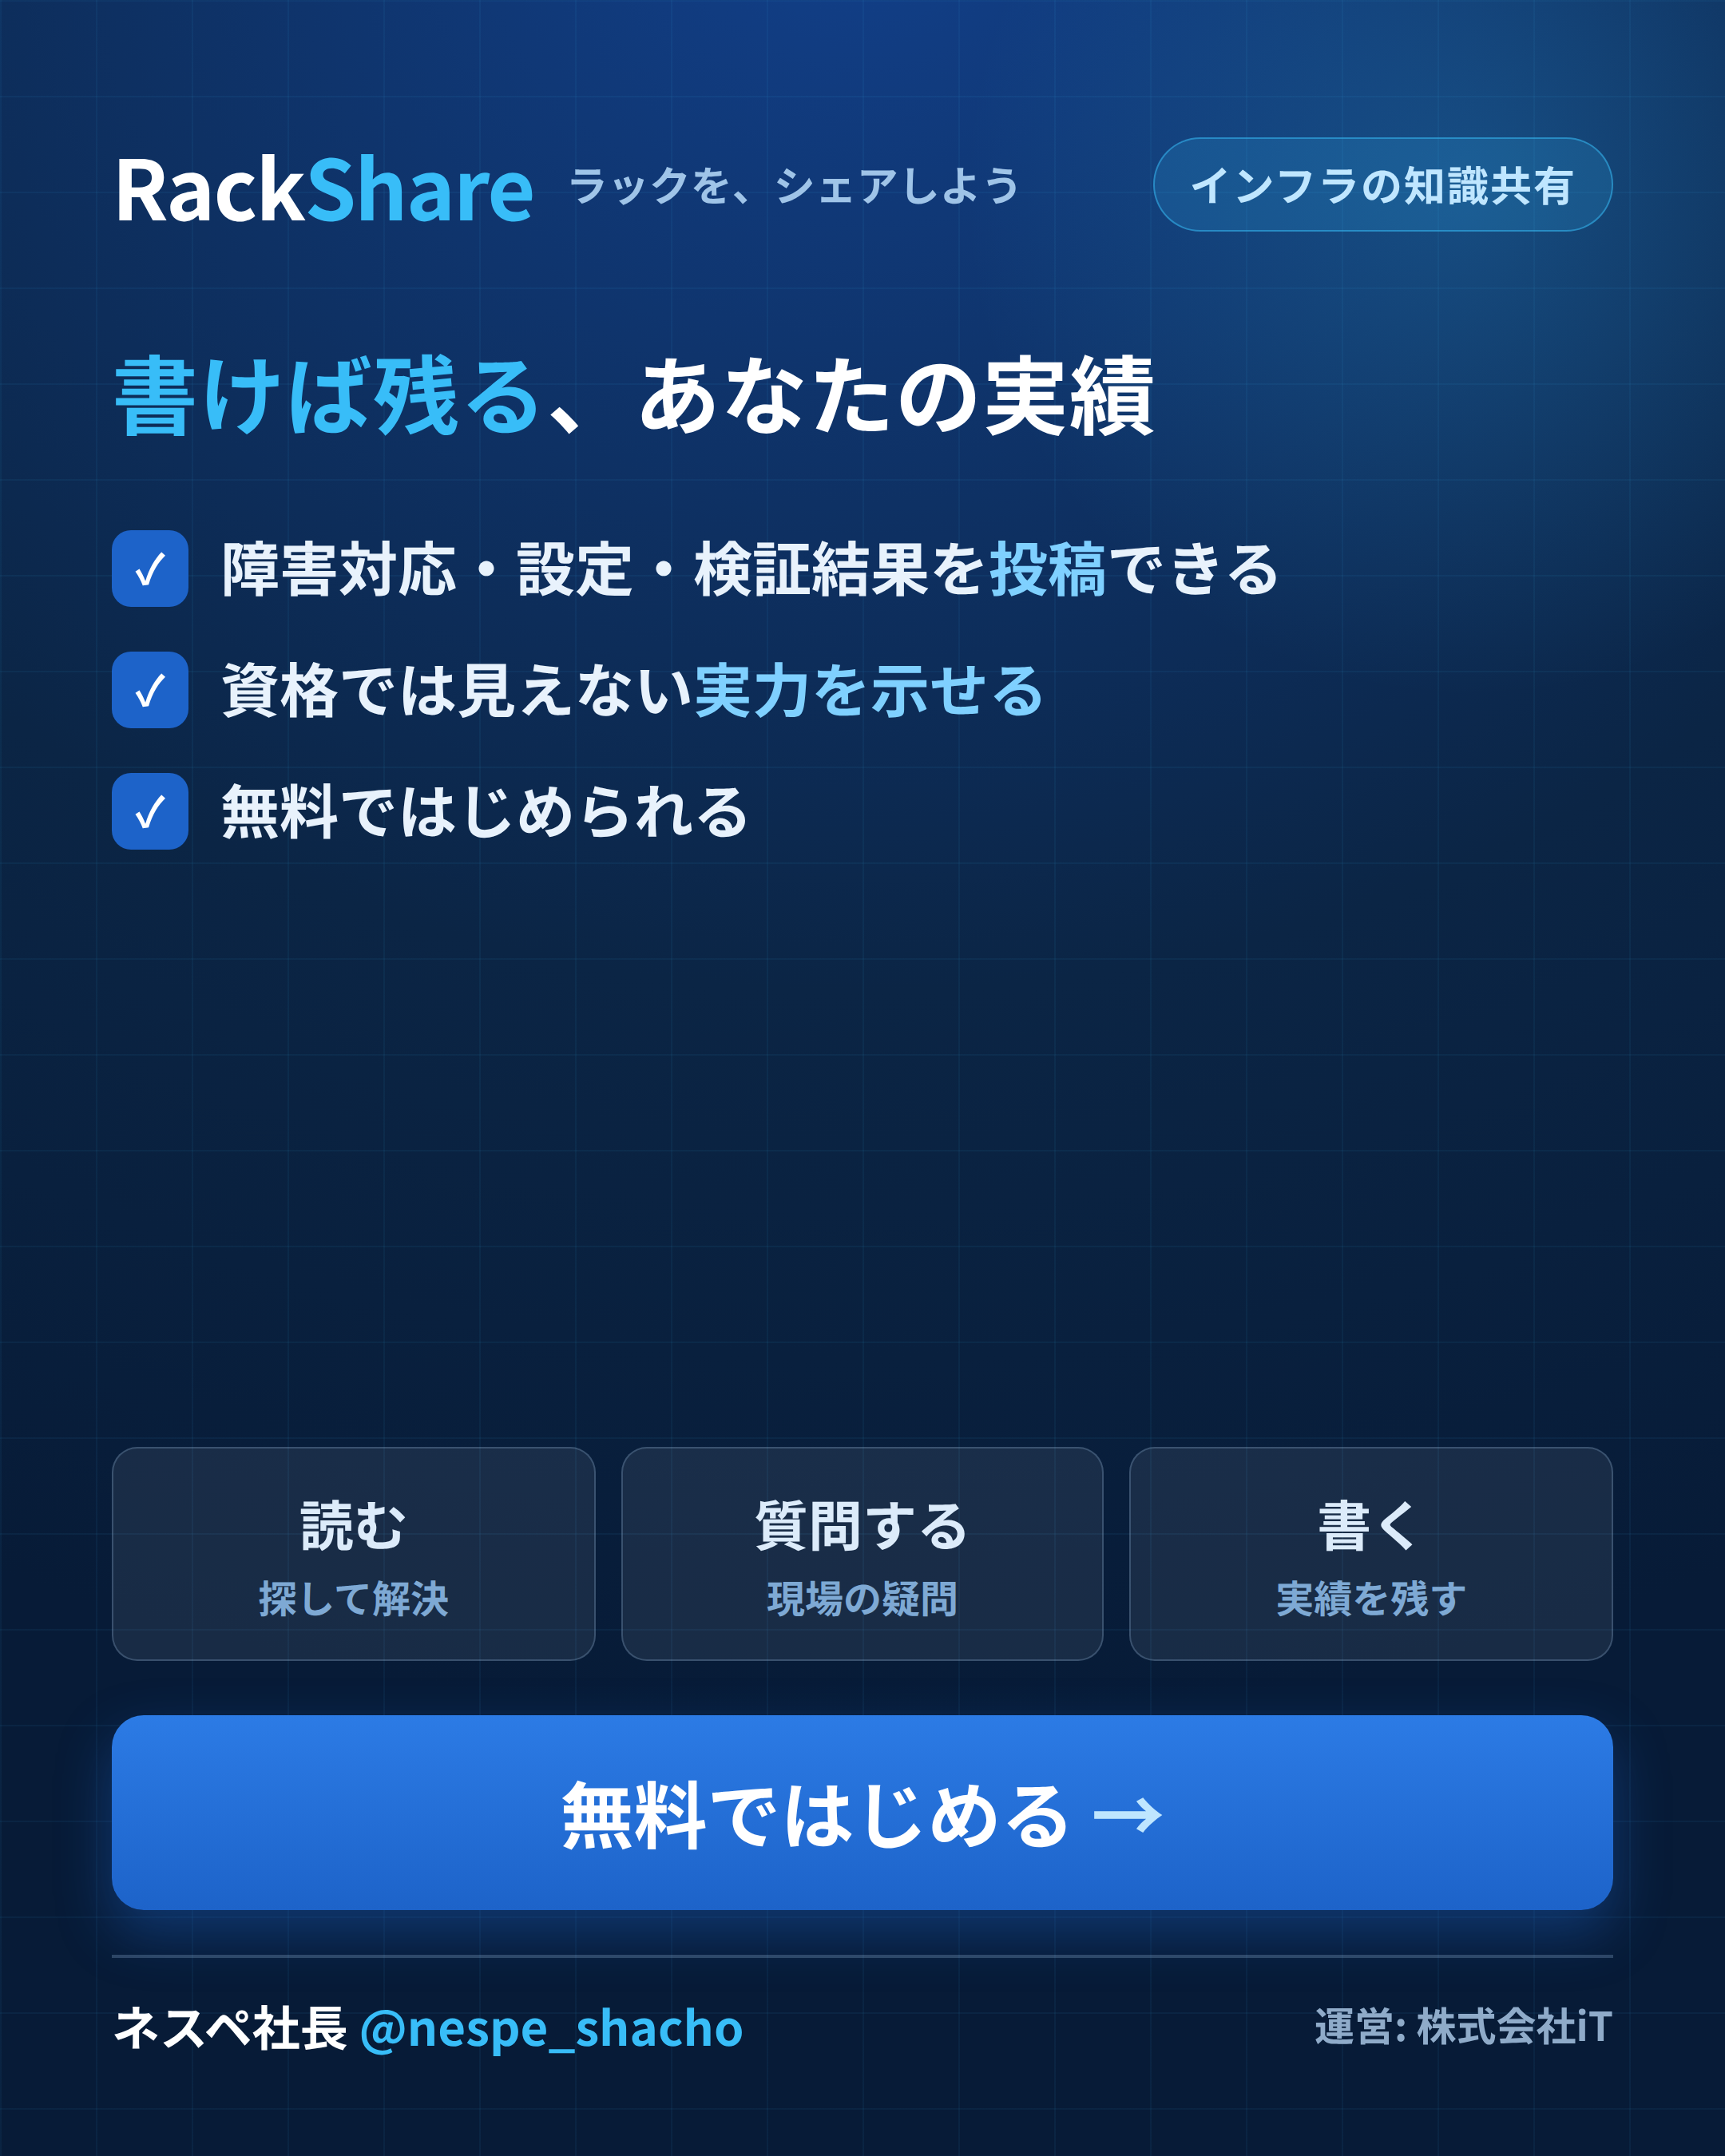 RackShare ラックを、シェアしよう インフラの知識共有
書けば残る、あなたの実績
✓ 障害対応・設定・検証結果を投稿できる
✓ 資格では見えない実力を示せる
✓ 無料ではじめられる
読む
探して解決
質問する
現場の疑問
書く
実績を残す
無料ではじめる →
ネスペ社長 @nespe_shacho
運営: 株式会社iT